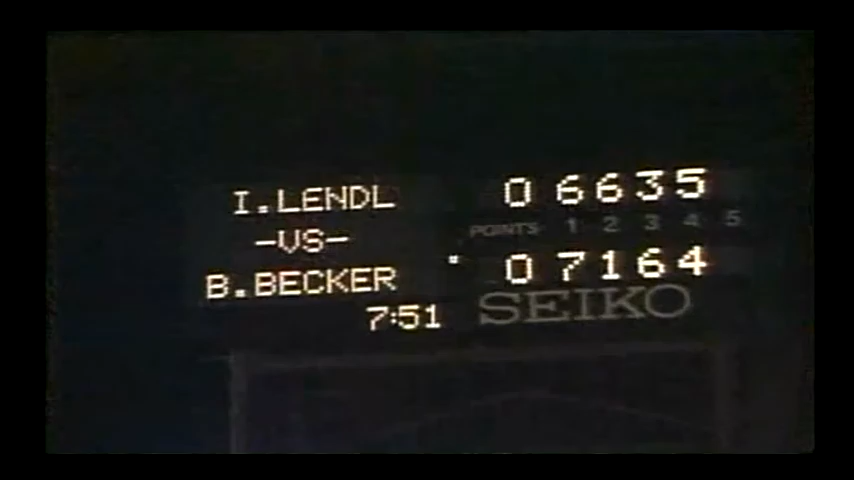 I.LENDL 0 6 6 3 5
-VS- POINTS 1 2 3 4 5
B.BECKER 0 7 1 6 4
7:51 SEIKO